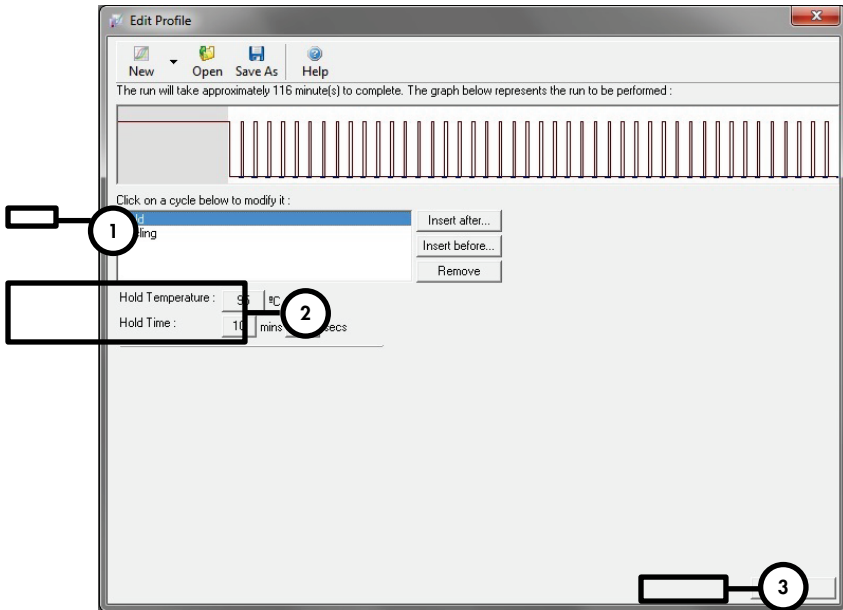 Edit Profile
New Open Save As Help
The run will take approximately 116 minute(s) to complete. The graph below represents the run to be performed :
Click on a cycle below to modify it :
Insert after...
Insert before...
Remove
Hold Temperature : ºC
Hold Time : 10 mins secs
1
2
3